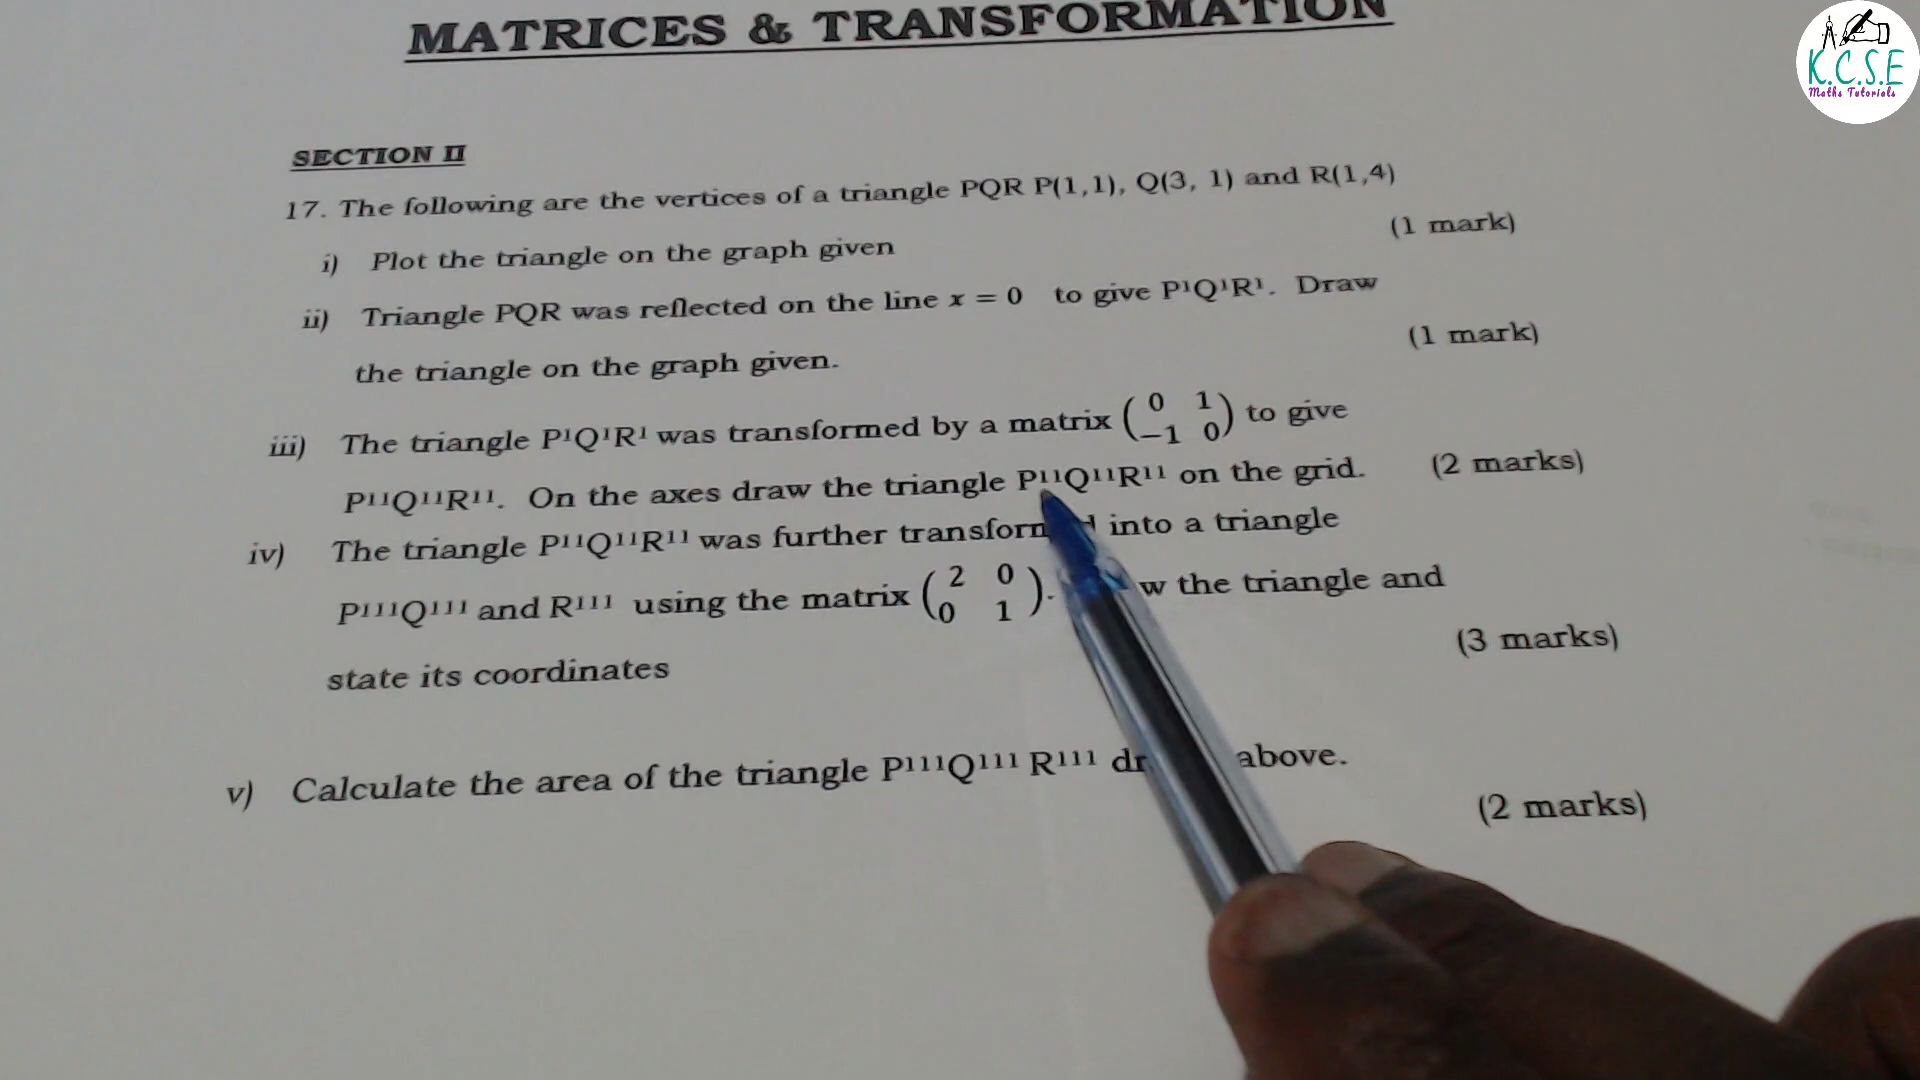 MATRICES & TRANSFORMATION
K.C.S.E
Maths Tutorials
SECTION II
17. The following are the vertices of a triangle PQR P(1,1), Q(3, 1) and R(1,4)
i) Plot the triangle on the graph given (1 mark)
ii) Triangle PQR was reflected on the line x = 0 to give P¹Q¹R¹. Draw
the triangle on the graph given. (1 mark)
iii) The triangle P¹Q¹R¹ was transformed by a matrix (0 1
−1 0) to give
P¹¹Q¹¹R¹¹. On the axes draw the triangle P¹¹Q¹¹R¹¹ on the grid. (2 marks)
iv) The triangle P¹¹Q¹¹R¹¹ was further transformed into a triangle
P¹¹¹Q¹¹¹ and R¹¹¹ using the matrix (2 0
0 1). the triangle and
state its coordinates (3 marks)
v) Calculate the area of the triangle P¹¹¹Q¹¹¹ R¹¹¹ above.
(2 marks)